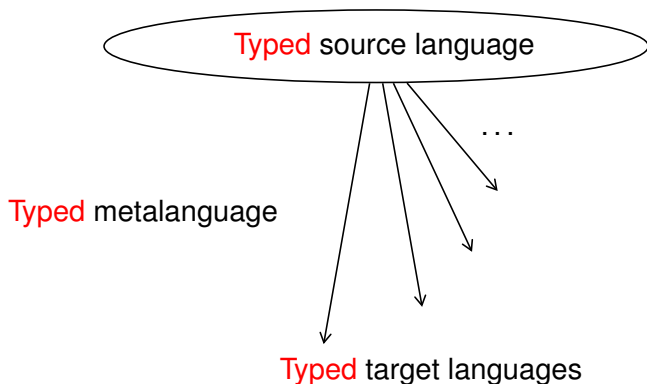 Typed source language
...
Typed metalanguage
Typed target languages